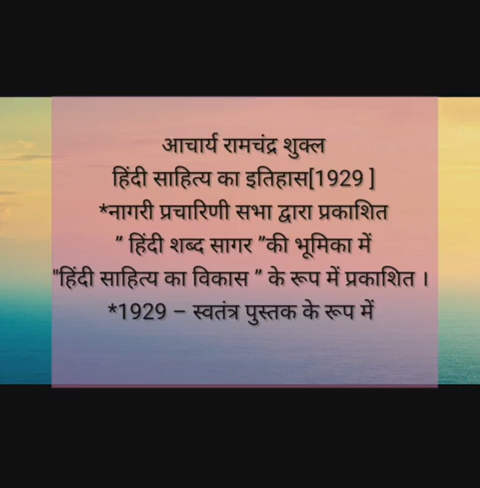 आचार्य रामचंद्र शुक्ल
हिंदी साहित्य का इतिहास[1929 ]
*नागरी प्रचारिणी सभा द्वारा प्रकाशित
” हिंदी शब्द सागर ”की भूमिका में
"हिंदी साहित्य का विकास ” के रूप में प्रकाशित ।
*1929 – स्वतंत्र पुस्तक के रूप में